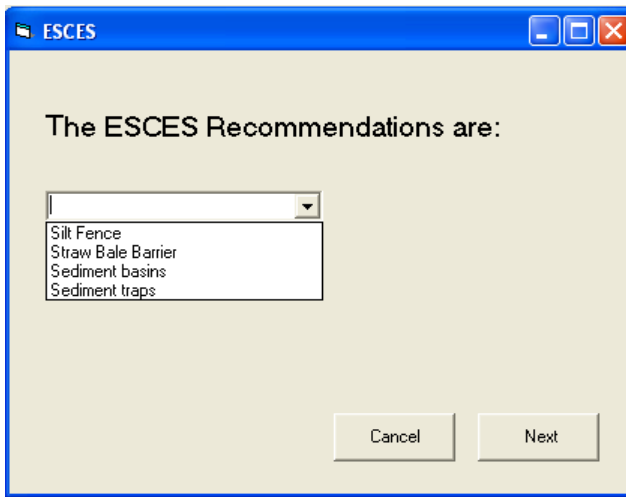 ESCES
The ESCES Recommendations are:
Silt Fence
Straw Bale Barrier
Sediment basins
Sediment traps
Cancel
Next